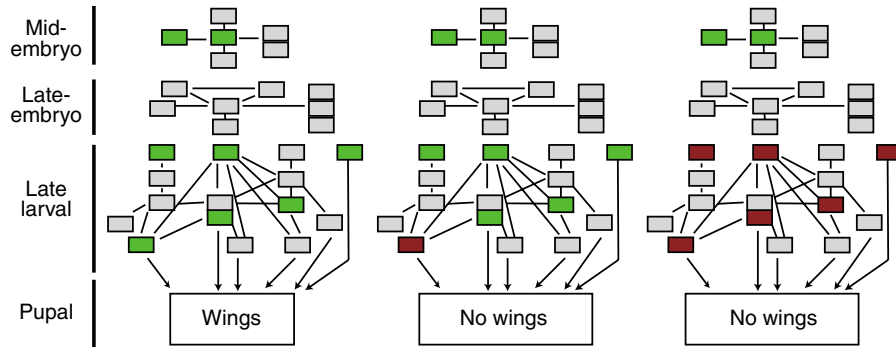 Mid-
embryo
Late-
embryo
Late
larval
Pupal
Wings
No wings
No wings